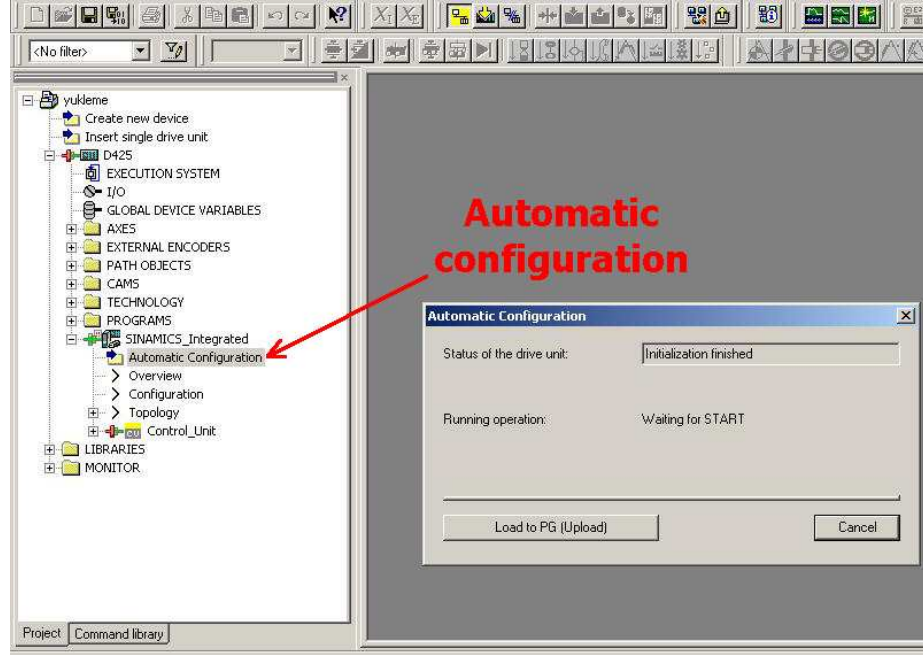 <No filter>
yukleme
Create new device
Insert single drive unit
D425
EXECUTION SYSTEM
I/O
GLOBAL DEVICE VARIABLES
AXES
EXTERNAL ENCODERS
PATH OBJECTS
CAMS
TECHNOLOGY
PROGRAMS
SINAMICS_Integrated
Automatic Configuration
Overview
Configuration
Topology
Control_Unit
LIBRARIES
MONITOR
Project
Command library
Automatic
configuration
Automatic Configuration
Status of the drive unit:
Initialization finished
Running operation:
Waiting for START
Load to PG (Upload)
Cancel